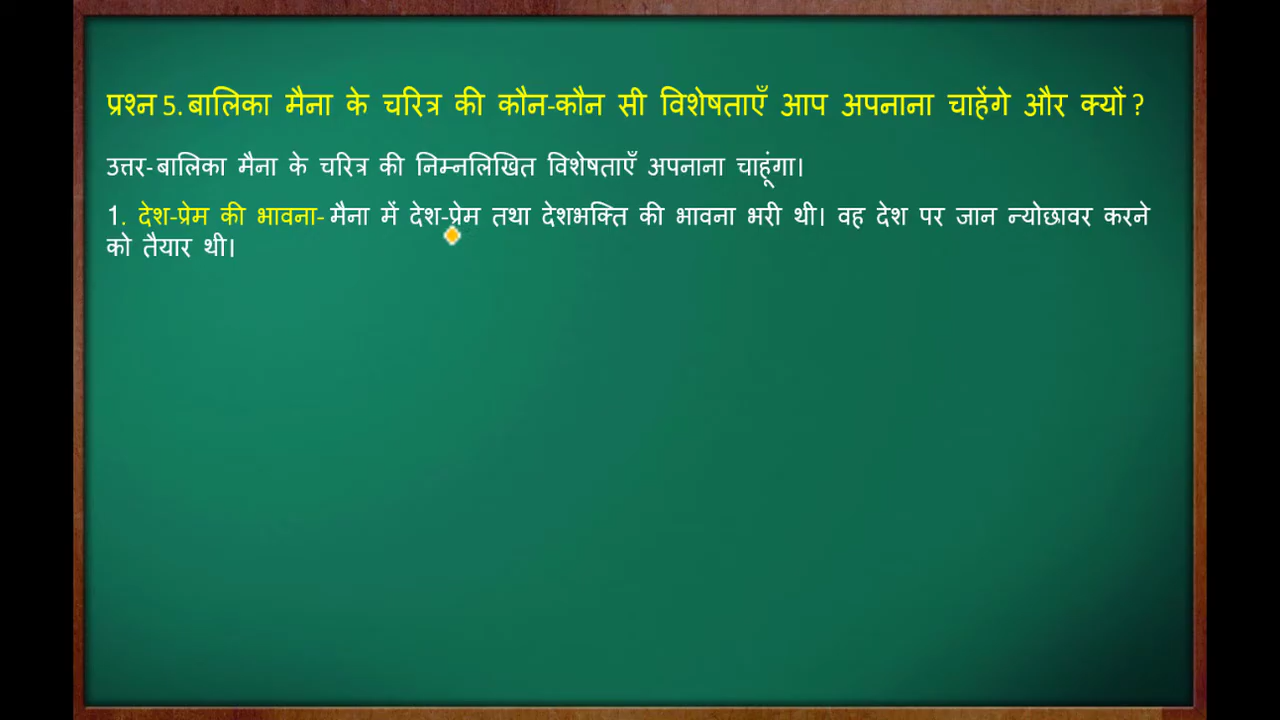 प्रश्न 5. बालिका मैना के चरित्र की कौन-कौन सी विशेषताएँ आप अपनाना चाहेंगे और क्यों ?
उत्तर- बालिका मैना के चरित्र की निम्नलिखित विशेषताएँ अपनाना चाहूंगा।
1. देश-प्रेम की भावना- मैना में देश-प्रेम तथा देशभक्ति की भावना भरी थी। वह देश पर जान न्योछावर करने
को तैयार थी।